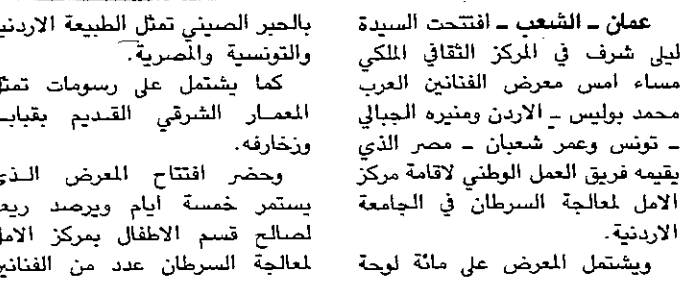 عمان ـ الشعب ـ افتتحت السيدة
ليلى شرف في المركز الثقافي الملكي
مساء امس معرض الفنانين العرب
محمد بوليس ـ الاردن ومنيره الجبالي
ـ تونس وعمر شعبان ـ مصر الذي
يقيمه فريق العمل الوطني لاقامة مركز
الامل لمعالجة السرطان في الجامعة
الاردنية.
ويشتمل المعرض على مائة لوحة
بالحبر الصيني تمثل الطبيعة الاردنية
والتونسية والمصرية.
كما يشتمل على رسومات تمثل
المعمار الشرقي القديم بقبابه
وزخارفه.
وحضر افتتاح المعرض الذي
يستمر خمسة ايام ويرصد ريعه
لصالح قسم الاطفال بمركز الامل
لمعالجة السرطان عدد من الفنانين